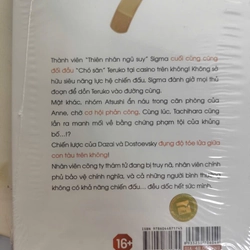 Thành viên "Thiên nhân ngũ suy" Sigma cuối cùng cũng
đối đầu "Chó săn" Teruko tại casino trên không! Không sở
hữu siêu năng lực hệ chiến đấu, Sigma đành giở mọi thủ
đoạn để dồn Teruko vào đường cùng.
Mặt khác, nhóm Atsushi ẩn náu trong căn phòng của
Anne, chờ cơ hội phản công. Cùng lúc, Tachihara cũng
lần ra manh mối về bằng chứng phạm tội của khủng
bố...!?
Chiến lược của Dazai và Dostoevsky đụng độ tóe lửa giữa
con tàu trên không!
Nhân viên công ty thám tử đang bị truy nã, nhân viên chính
phủ bảo vệ chính nghĩa, và cả những người bình thường
không có khả năng chiến đấu... đều dốc hết sức mình.
16+